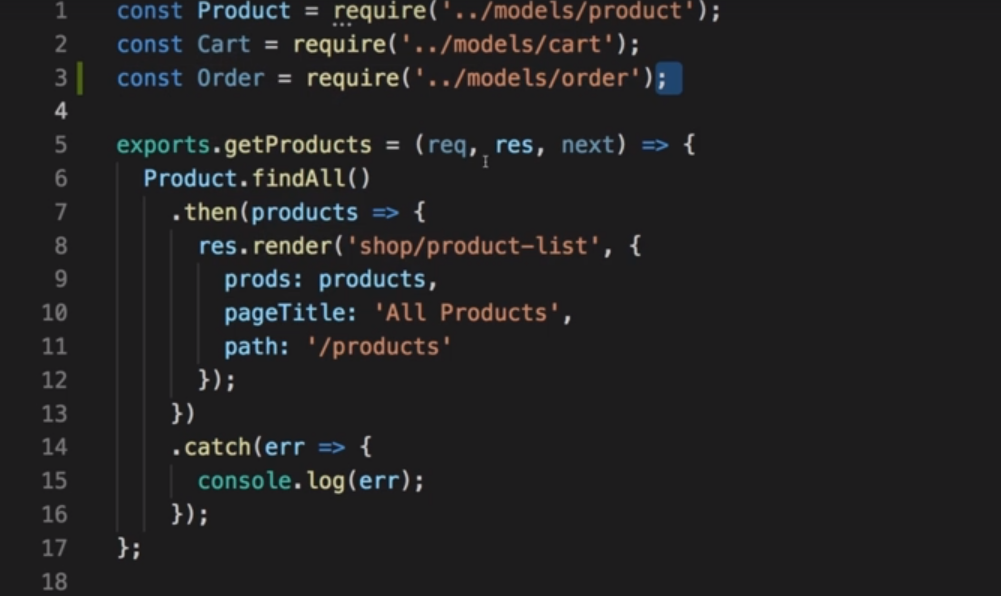 1 const Product = require('../models/product');
2 const Cart = require('../models/cart');
3 const Order = require('../models/order');
4
5 exports.getProducts = (req, res, next) => {
6 Product.findAll()
7 .then(products => {
8 res.render('shop/product-list', {
9 prods: products,
10 pageTitle: 'All Products',
11 path: '/products'
12 });
13 })
14 .catch(err => {
15 console.log(err);
16 });
17 };
18